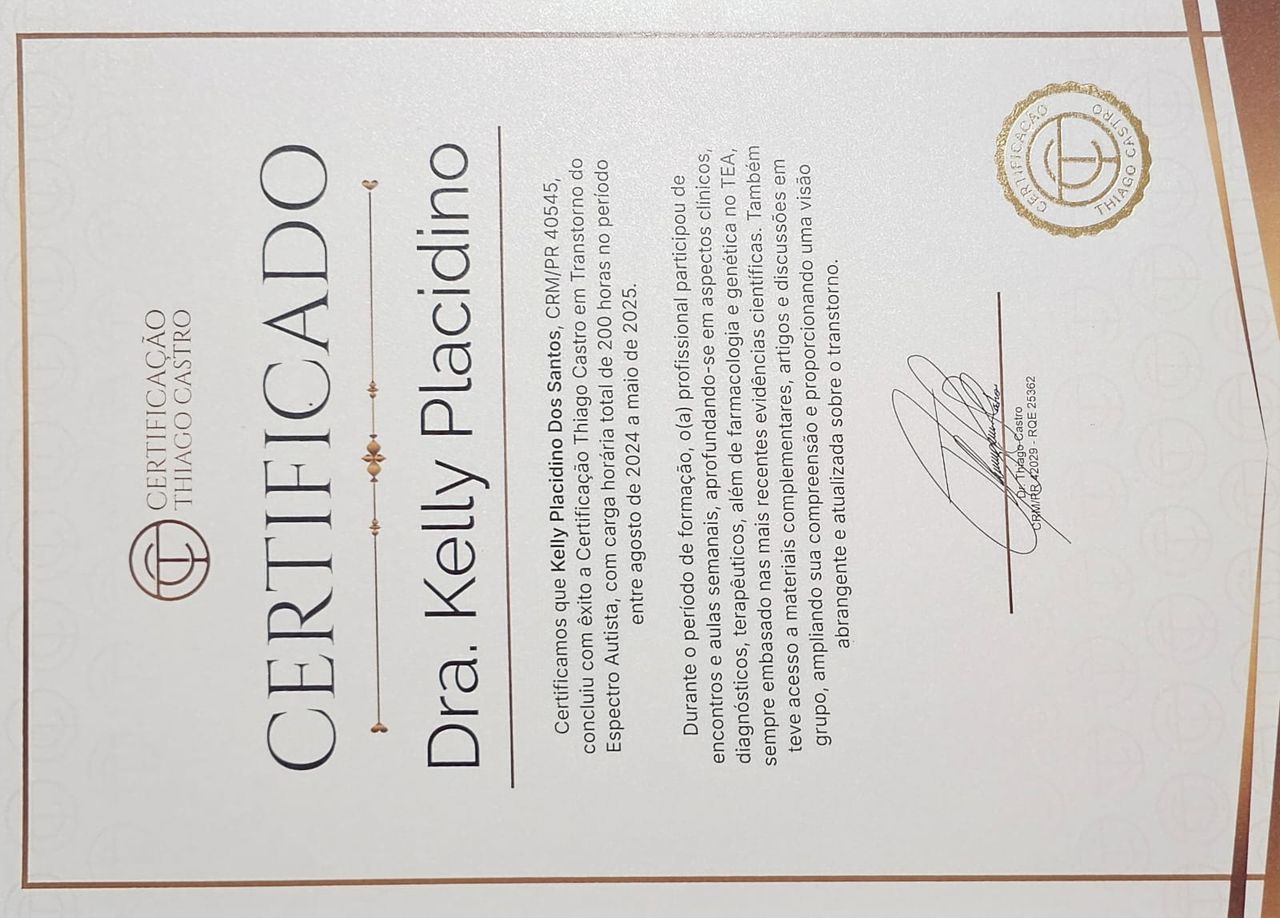 CERTIFICAÇÃO
THIAGO CASTRO
CERTIFICADO
Dra. Kelly Placidino
Certificamos que Kelly Placidino Dos Santos, CRM/PR 40545,
concluiu com êxito a Certificação Thiago Castro em Transtorno do
Espectro Autista, com carga horária total de 200 horas no período
entre agosto de 2024 a maio de 2025.
Durante o período de formação, o(a) profissional participou de
encontros e aulas semanais, aprofundando-se em aspectos clínicos,
diagnósticos, terapêuticos, além de farmacologia e genética no TEA,
sempre embasado nas mais recentes evidências científicas. Também
teve acesso a materiais complementares, artigos e discussões em
grupo, ampliando sua compreensão e proporcionando uma visão
abrangente e atualizada sobre o transtorno.
Dr. Thiago Castro
CRM/PR 42029 - RQE 25362
CERTIFICAÇÃO
THIAGO CASTRO